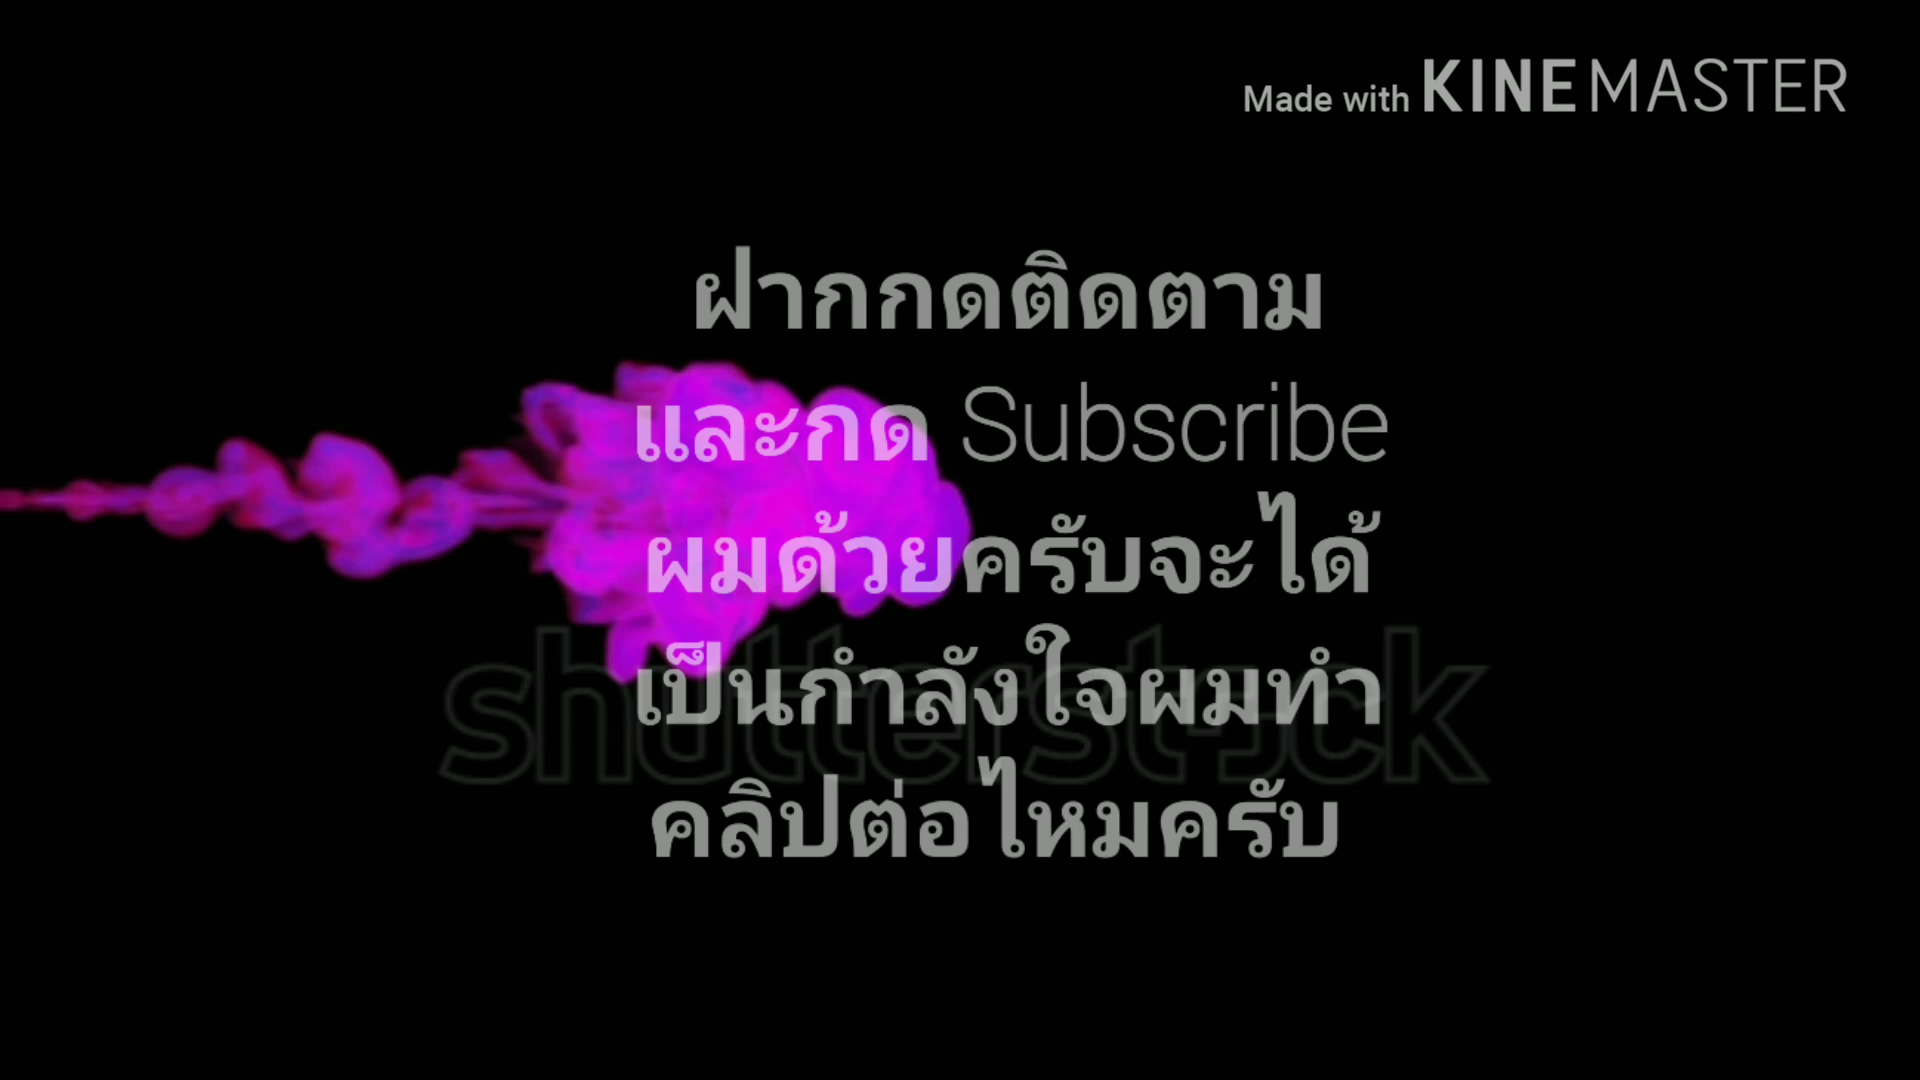 Made with KINEMASTER
ฝากกดติดตาม
และกด Subscribe
ผมด้วยครับจะได้
เป็นกำลังใจผมทำ
คลิปต่อไหมครับ
shutterstock